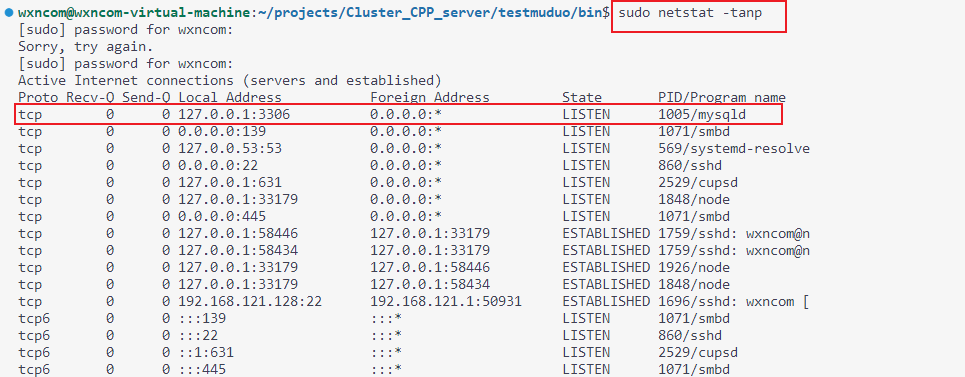 wxncom@wxncom-virtual-machine:~/projects/Cluster_CPP_server/testmuduo/bin$ sudo netstat -tanp
[sudo] password for wxncom:
Sorry, try again.
[sudo] password for wxncom:
Active Internet connections (servers and established)
Proto Recv-Q Send-Q Local Address           Foreign Address         State       PID/Program name
tcp        0      0 127.0.0.1:3306          0.0.0.0:*               LISTEN      1005/mysqld
tcp        0      0 0.0.0.0:139             0.0.0.0:*               LISTEN      1071/smbd
tcp        0      0 127.0.0.53:53           0.0.0.0:*               LISTEN      569/systemd-resolve
tcp        0      0 0.0.0.0:22              0.0.0.0:*               LISTEN      860/sshd
tcp        0      0 127.0.0.1:631           0.0.0.0:*               LISTEN      2529/cupsd
tcp        0      0 127.0.0.1:33179         0.0.0.0:*               LISTEN      1848/node
tcp        0      0 0.0.0.0:445             0.0.0.0:*               LISTEN      1071/smbd
tcp        0      0 127.0.0.1:58446         127.0.0.1:33179         ESTABLISHED 1759/sshd: wxncom@n
tcp        0      0 127.0.0.1:58434         127.0.0.1:33179         ESTABLISHED 1759/sshd: wxncom@n
tcp        0      0 127.0.0.1:33179         127.0.0.1:58446         ESTABLISHED 1926/node
tcp        0      0 127.0.0.1:33179         127.0.0.1:58434         ESTABLISHED 1848/node
tcp        0      0 192.168.121.128:22      192.168.121.1:50931     ESTABLISHED 1696/sshd: wxncom [
tcp6       0      0 :::139                  :::*                    LISTEN      1071/smbd
tcp6       0      0 :::22                   :::*                    LISTEN      860/sshd
tcp6       0      0 ::1:631                 :::*                    LISTEN      2529/cupsd
tcp6       0      0 :::445                  :::*                    LISTEN      1071/smbd